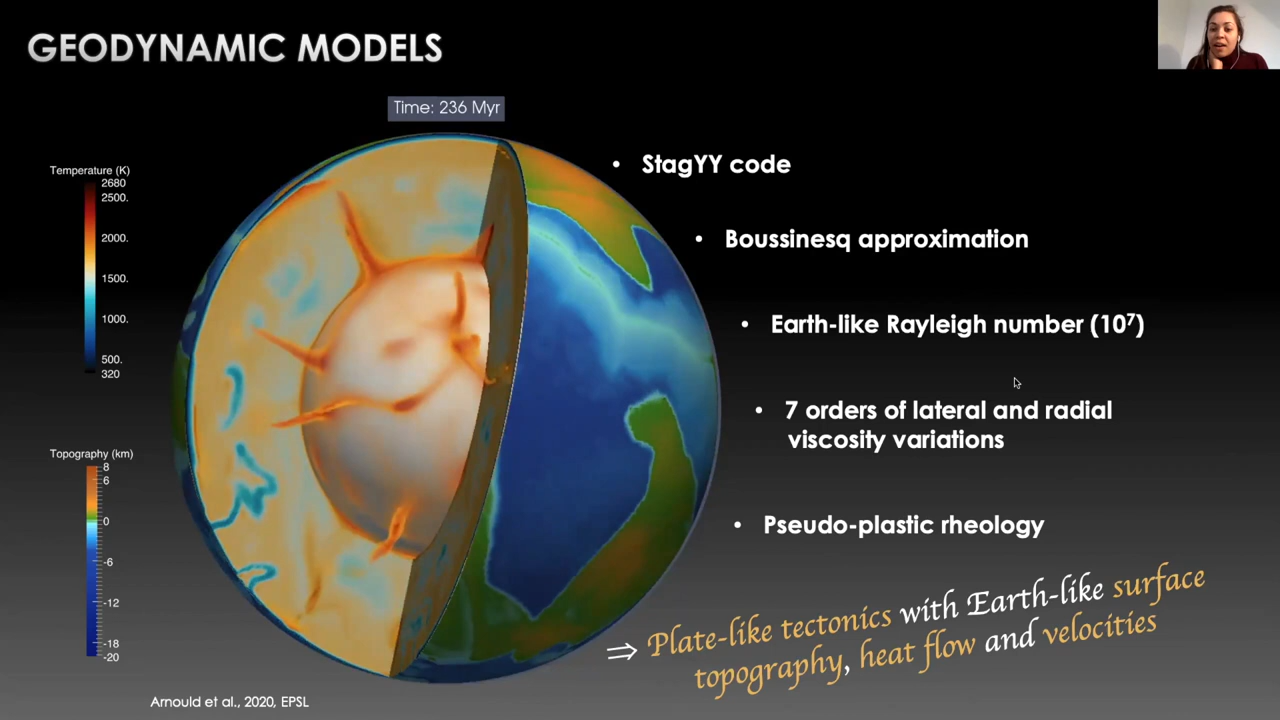 GEODYNAMIC MODELS
Time: 236 Myr
Temperature (K)
2680
2500.
2000.
1500.
1000.
500.
320
Topography (km)
8
6
0
-6
-12
-18
-20
• StagYY code
• Boussinesq approximation
• Earth-like Rayleigh number (10⁷)
• 7 orders of lateral and radial
viscosity variations
• Pseudo-plastic rheology
⇒ Plate-like tectonics with Earth-like surface
topography, heat flow and velocities
Arnould et al., 2020, EPSL